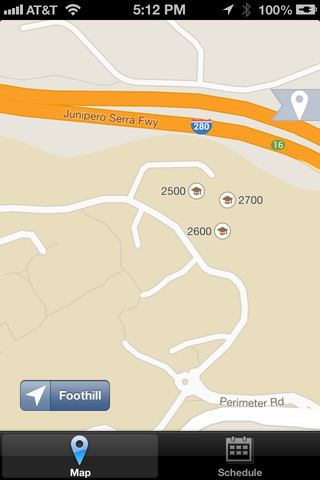 AT&T 5:12 PM 100%
Junipero Serra Fwy
280
16
2500
2700
2600
Foothill
Perimeter Rd
Map Schedule